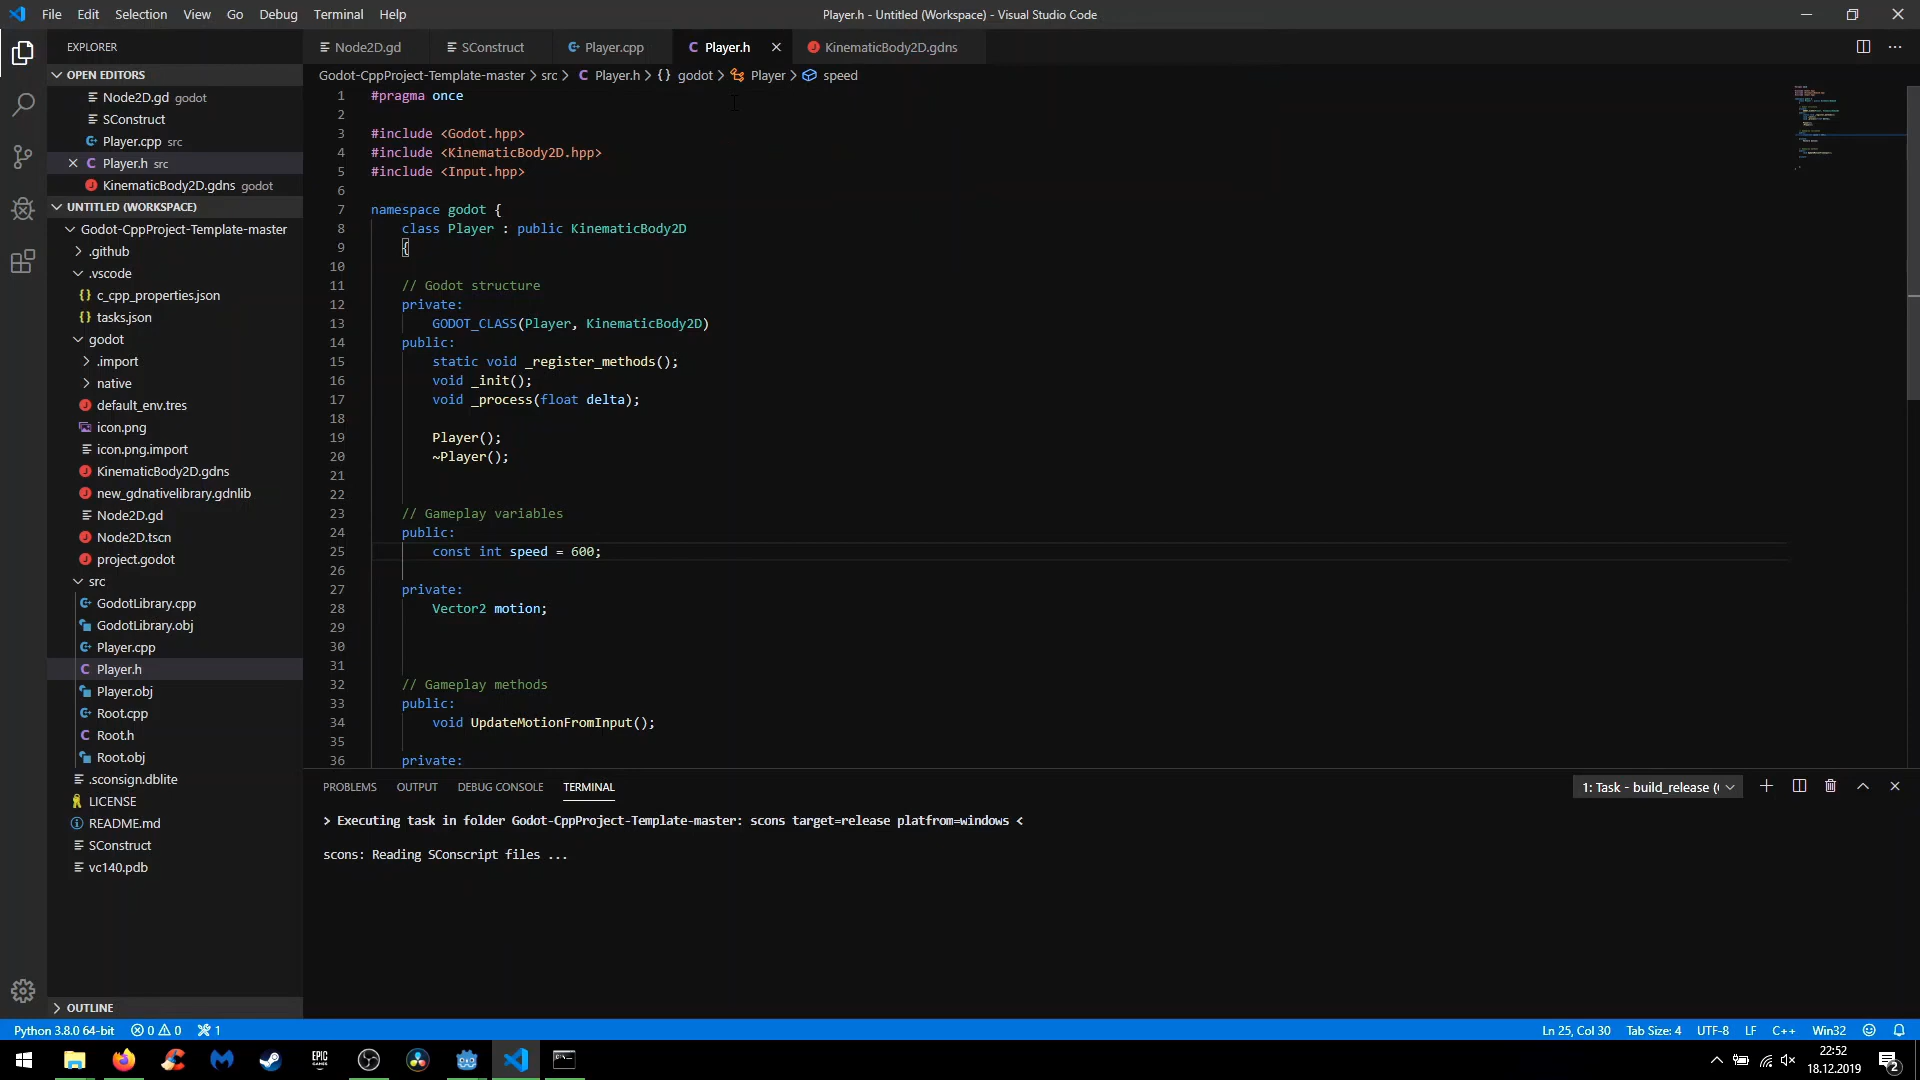 File Edit Selection View Go Debug Terminal Help
Player.h - Untitled (Workspace) - Visual Studio Code
EXPLORER
Node2D.gd SConstruct Player.cpp Player.h KinematicBody2D.gdns
OPEN EDITORS
Node2D.gd godot
SConstruct
Player.cpp src
Player.h src
KinematicBody2D.gdns godot
UNTITLED (WORKSPACE)
Godot-CppProject-Template-master
.github
.vscode
c_cpp_properties.json
tasks.json
godot
.import
native
default_env.tres
icon.png
icon.png.import
KinematicBody2D.gdns
new_gdnativelibrary.gdnlib
Node2D.gd
Node2D.tscn
project.godot
src
GodotLibrary.cpp
GodotLibrary.obj
Player.cpp
Player.h
Player.obj
Root.cpp
Root.h
Root.obj
.sconsign.dblite
LICENSE
README.md
SConstruct
vc140.pdb
OUTLINE
Godot-CppProject-Template-master > src > C Player.h > {} godot > Player > speed
1 #pragma once
2
3 #include <Godot.hpp>
4 #include <KinematicBody2D.hpp>
5 #include <Input.hpp>
6
7 namespace godot {
8 class Player : public KinematicBody2D
9 {
10
11 // Godot structure
12 private:
13 GODOT_CLASS(Player, KinematicBody2D)
14 public:
15 static void _register_methods();
16 void _init();
17 void _process(float delta);
18
19 Player();
20 ~Player();
21
22
23 // Gameplay variables
24 public:
25 const int speed = 600;
26
27 private:
28 Vector2 motion;
29
30
31
32 // Gameplay methods
33 public:
34 void UpdateMotionFromInput();
35
36 private:
PROBLEMS OUTPUT DEBUG CONSOLE TERMINAL
1: Task - build_release (
> Executing task in folder Godot-CppProject-Template-master: scons target=release platfrom=windows <
scons: Reading SConscript files ...
Python 3.8.0 64-bit 0 0 1
Ln 25, Col 30 Tab Size: 4 UTF-8 LF C++ Win32
EPIC GAMES
22:52
18.12.2019
2